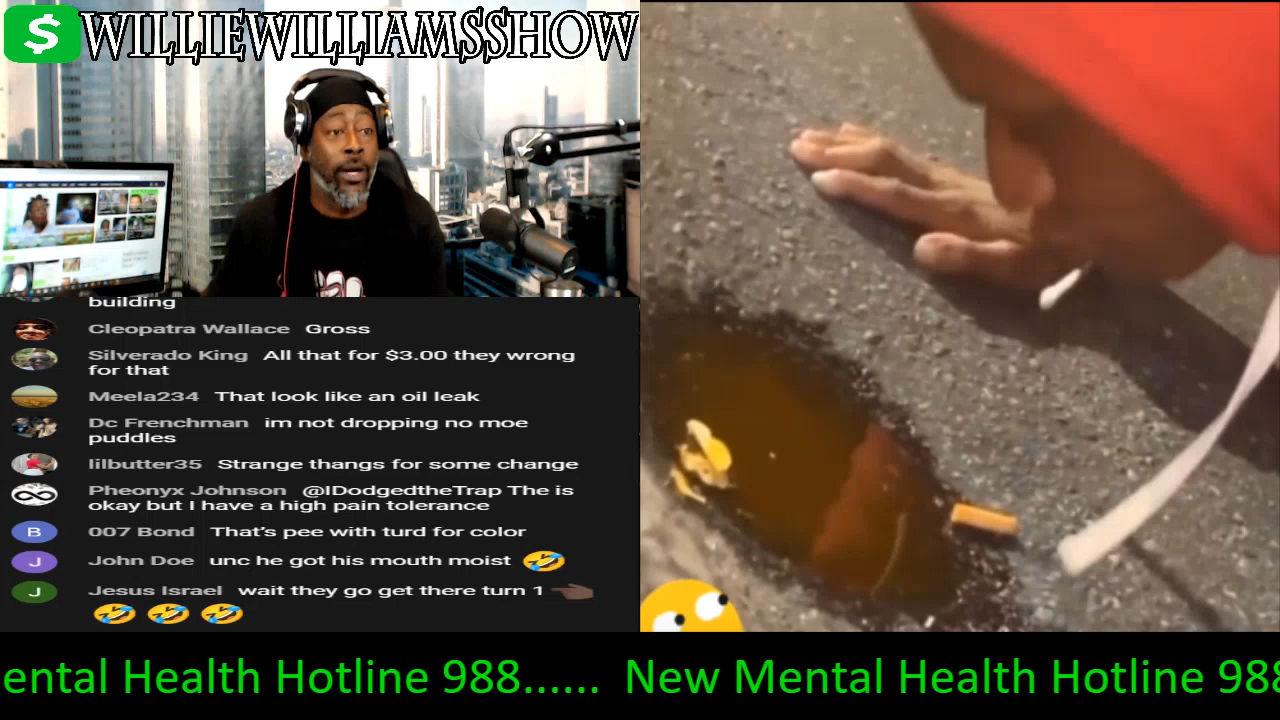 $ WILLIEWILLIAMSSHOW
building
Cleopatra Wallace Gross
Silverado King All that for $3.00 they wrong
for that
Meela234 That look like an oil leak
Dc Frenchman im not dropping no moe
puddles
lilbutter35 Strange thangs for some change
Pheonyx Johnson @IDodgedtheTrap The is
okay but I have a high pain tolerance
B 007 Bond That's pee with turd for color
J John Doe unc he got his mouth moist 🤣
J Jesus Israel wait they go get there turn 1 👈🏿
🤣 🤣 🤣
ental Health Hotline 988...... New Mental Health Hotline 988